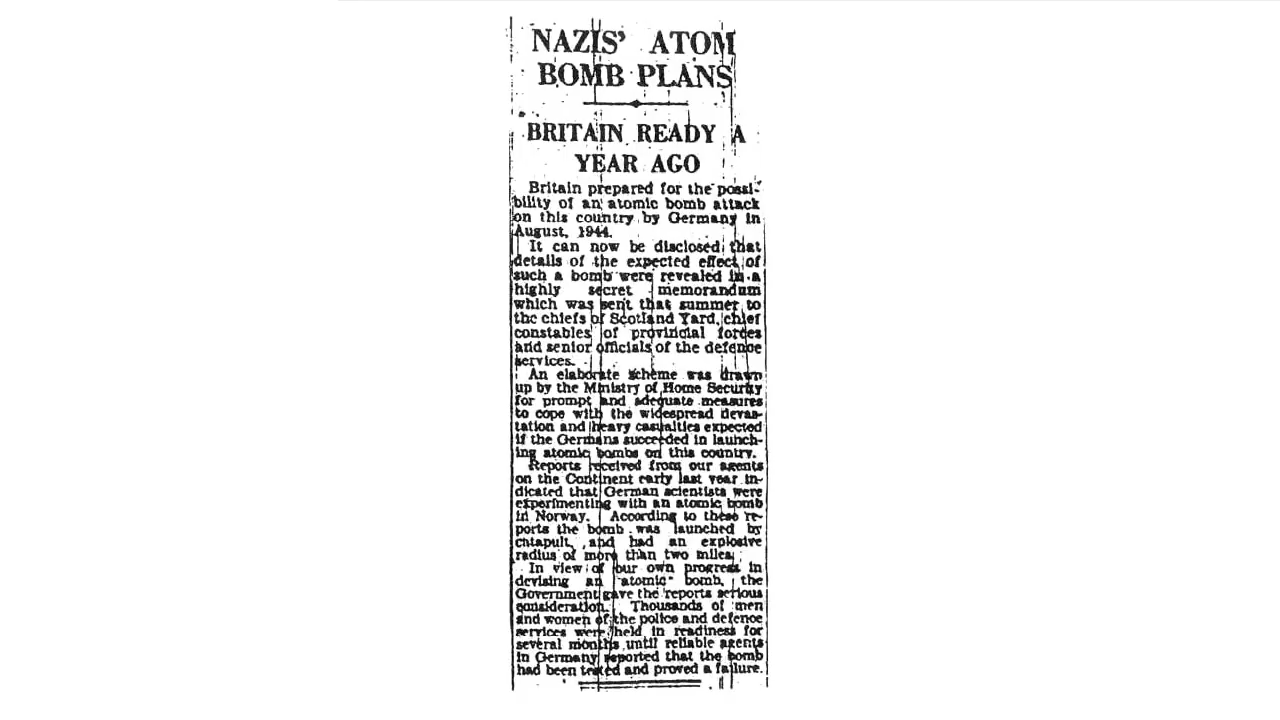 NAZIS' ATOM
BOMB PLANS
BRITAIN READY A
YEAR AGO
Britain prepared for the possi-
bility of an atomic bomb attack
on this country by Germany in
August, 1944.
It can now be disclosed that
details of the expected effect of
such a bomb were revealed in a
highly secret memorandum
which was sent that summer to
the chiefs of Scotland Yard, chief
constables of provincial forces
and senior officials of the defence
services.
An elaborate scheme was drawn
up by the Ministry of Home Security
for prompt and adequate measures
to cope with the widespread devas-
tation and heavy casualties expected
if the Germans succeeded in launch-
ing atomic bombs on this country.
Reports received from our agents
on the Continent early last year in-
dicated that German scientists were
experimenting with an atomic bomb
in Norway. According to these re-
ports the bomb was launched by
catapult, and had an explosive
radius of more than two miles.
In view of our own progress in
devising an "atomic" bomb, the
Government gave the reports serious
consideration. Thousands of men
and women of the police and defence
services were held in readiness for
several months until reliable agents
in Germany reported that the bomb
had been tested and proved a failure.